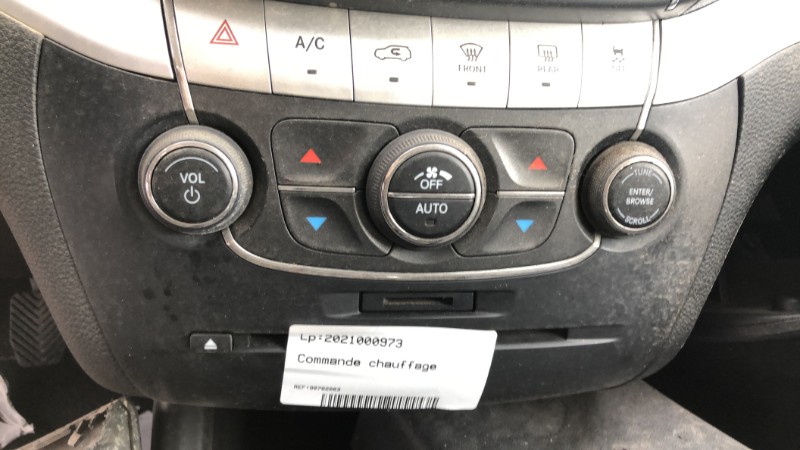 A/C
FRONT
REAR
VOL
OFF
AUTO
TUNE
ENTER/
BROWSE
SCROLL
Lp:2021000973
Commande chauffage